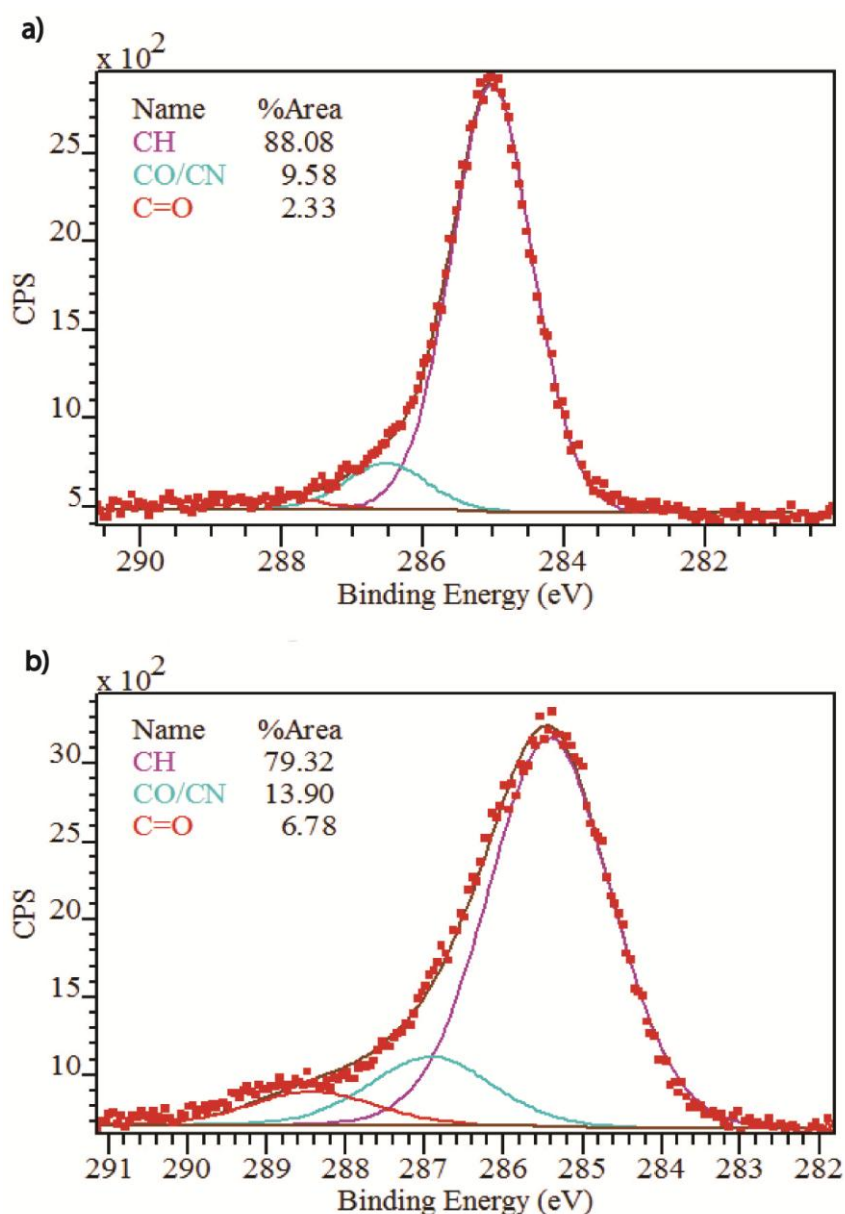 a)
x 10²
Name %Area
CH 88.08
CO/CN 9.58
C=O 2.33
25
20
15
10
5
CPS
290 288 286 284 282
Binding Energy (eV)
b)
x 10²
Name %Area
CH 79.32
CO/CN 13.90
C=O 6.78
30
25
20
15
10
CPS
291 290 289 288 287 286 285 284 283 282
Binding Energy (eV)